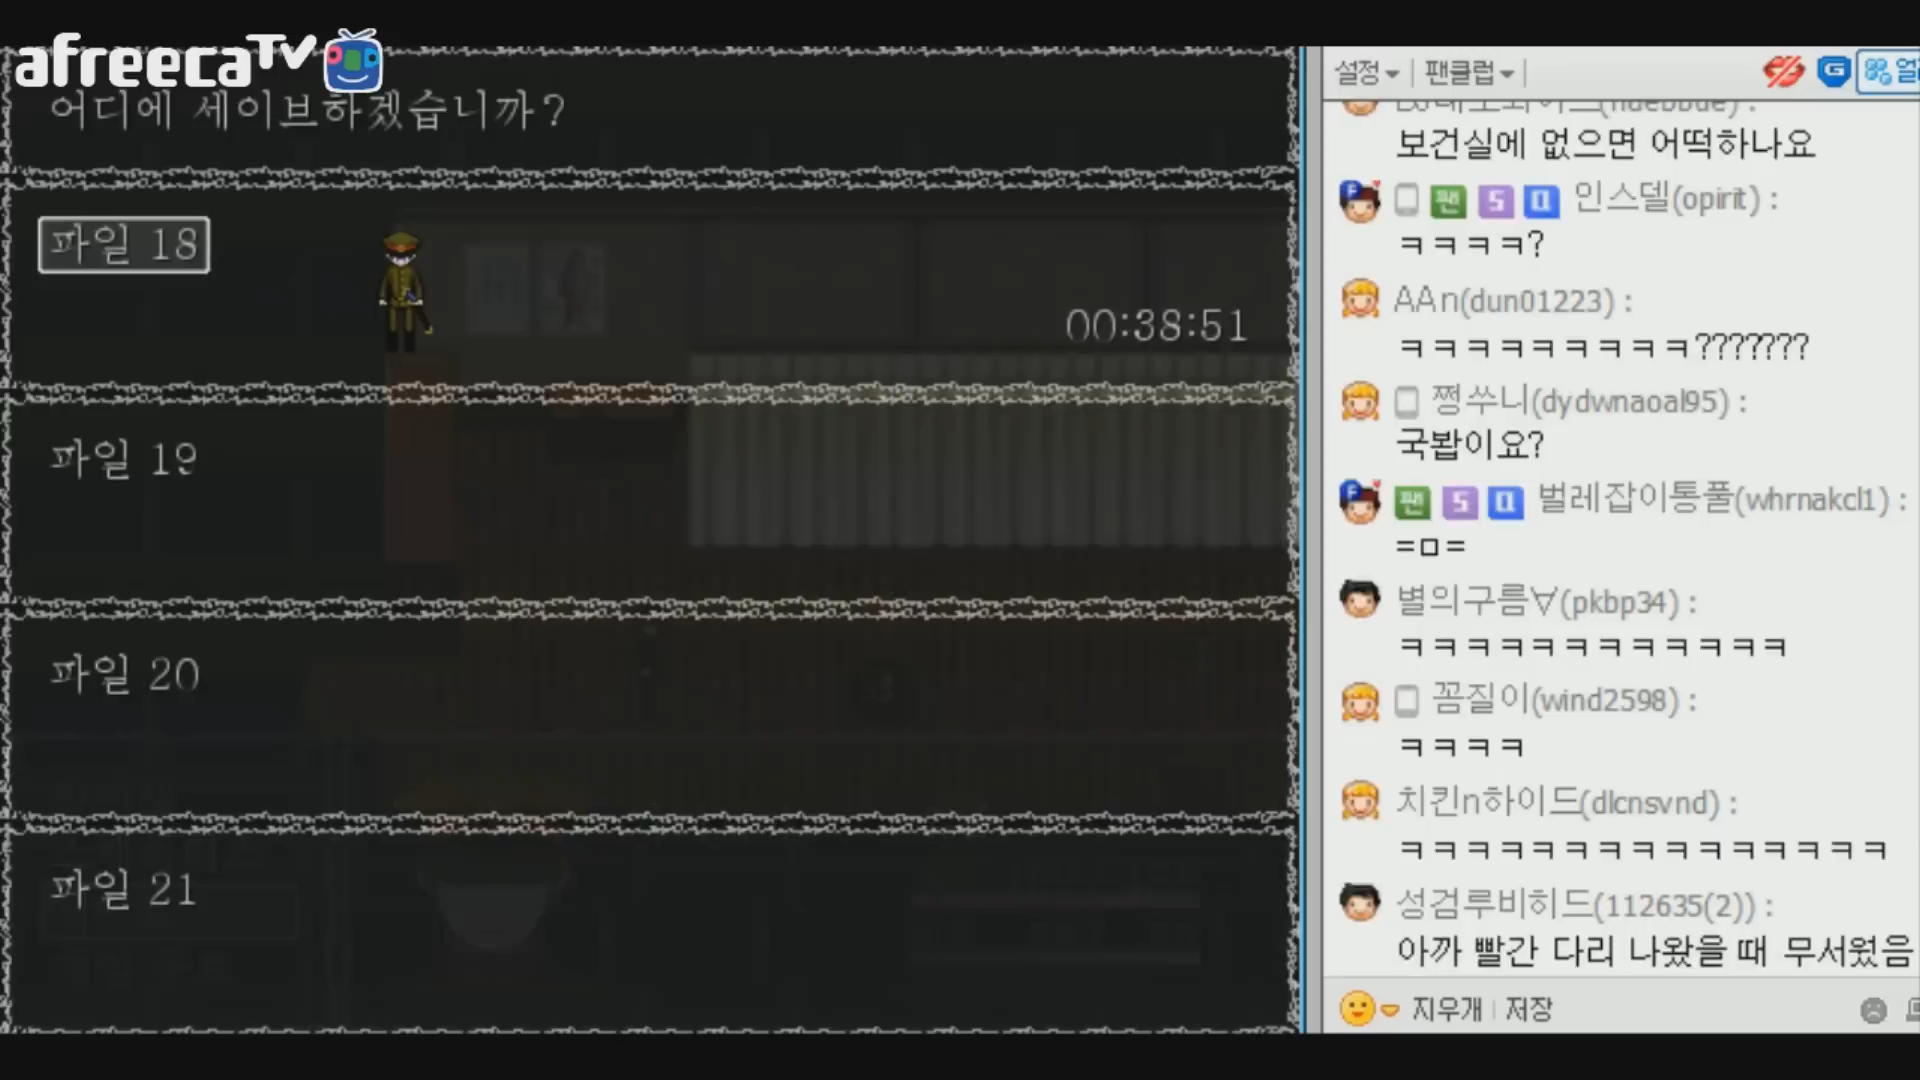 afreecaTV
어디에 세이브하겠습니까?
파일 18
00:38:51
파일 19
파일 20
파일 21
설정 팬클럽
보건실에 없으면 어떡하나요
팬 S 인스델(opirit) :
ㅋㅋㅋㅋ?
AAn(dun01223) :
ㅋㅋㅋㅋㅋㅋㅋㅋㅋ???????
쩡쑤니(dydwnaoal95) :
국봡이요?
팬 S 벌레잡이통풀(whrnakcl1) :
=ㅁ=
별의구름∀(pkbp34) :
ㅋㅋㅋㅋㅋㅋㅋㅋㅋㅋㅋㅋ
꼼질이(wind2598) :
ㅋㅋㅋㅋ
치킨n하이드(dlcnsvnd) :
ㅋㅋㅋㅋㅋㅋㅋㅋㅋㅋㅋㅋㅋㅋㅋ
성검루비히드(112635(2)) :
아까 빨간 다리 나왔을 때 무서웠음
지우개 저장